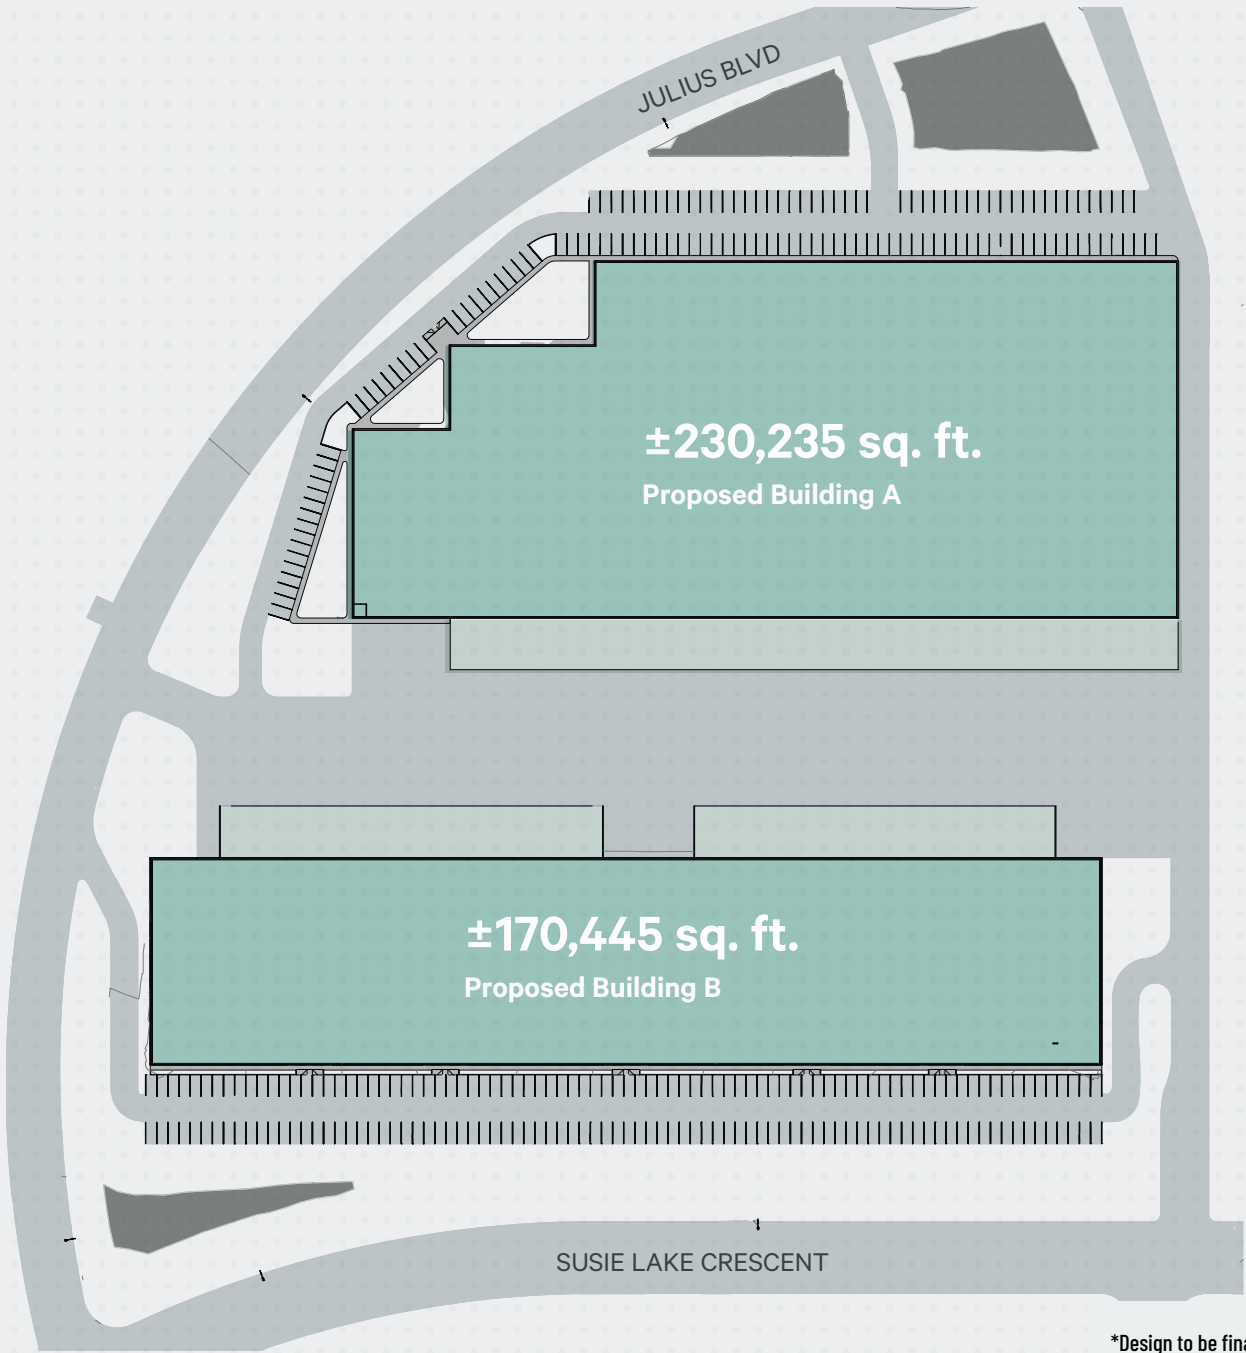 JULIUS BLVD
±230,235 sq. ft.
Proposed Building A
±170,445 sq. ft.
Proposed Building B
SUSIE LAKE CRESCENT
*Design to be fina